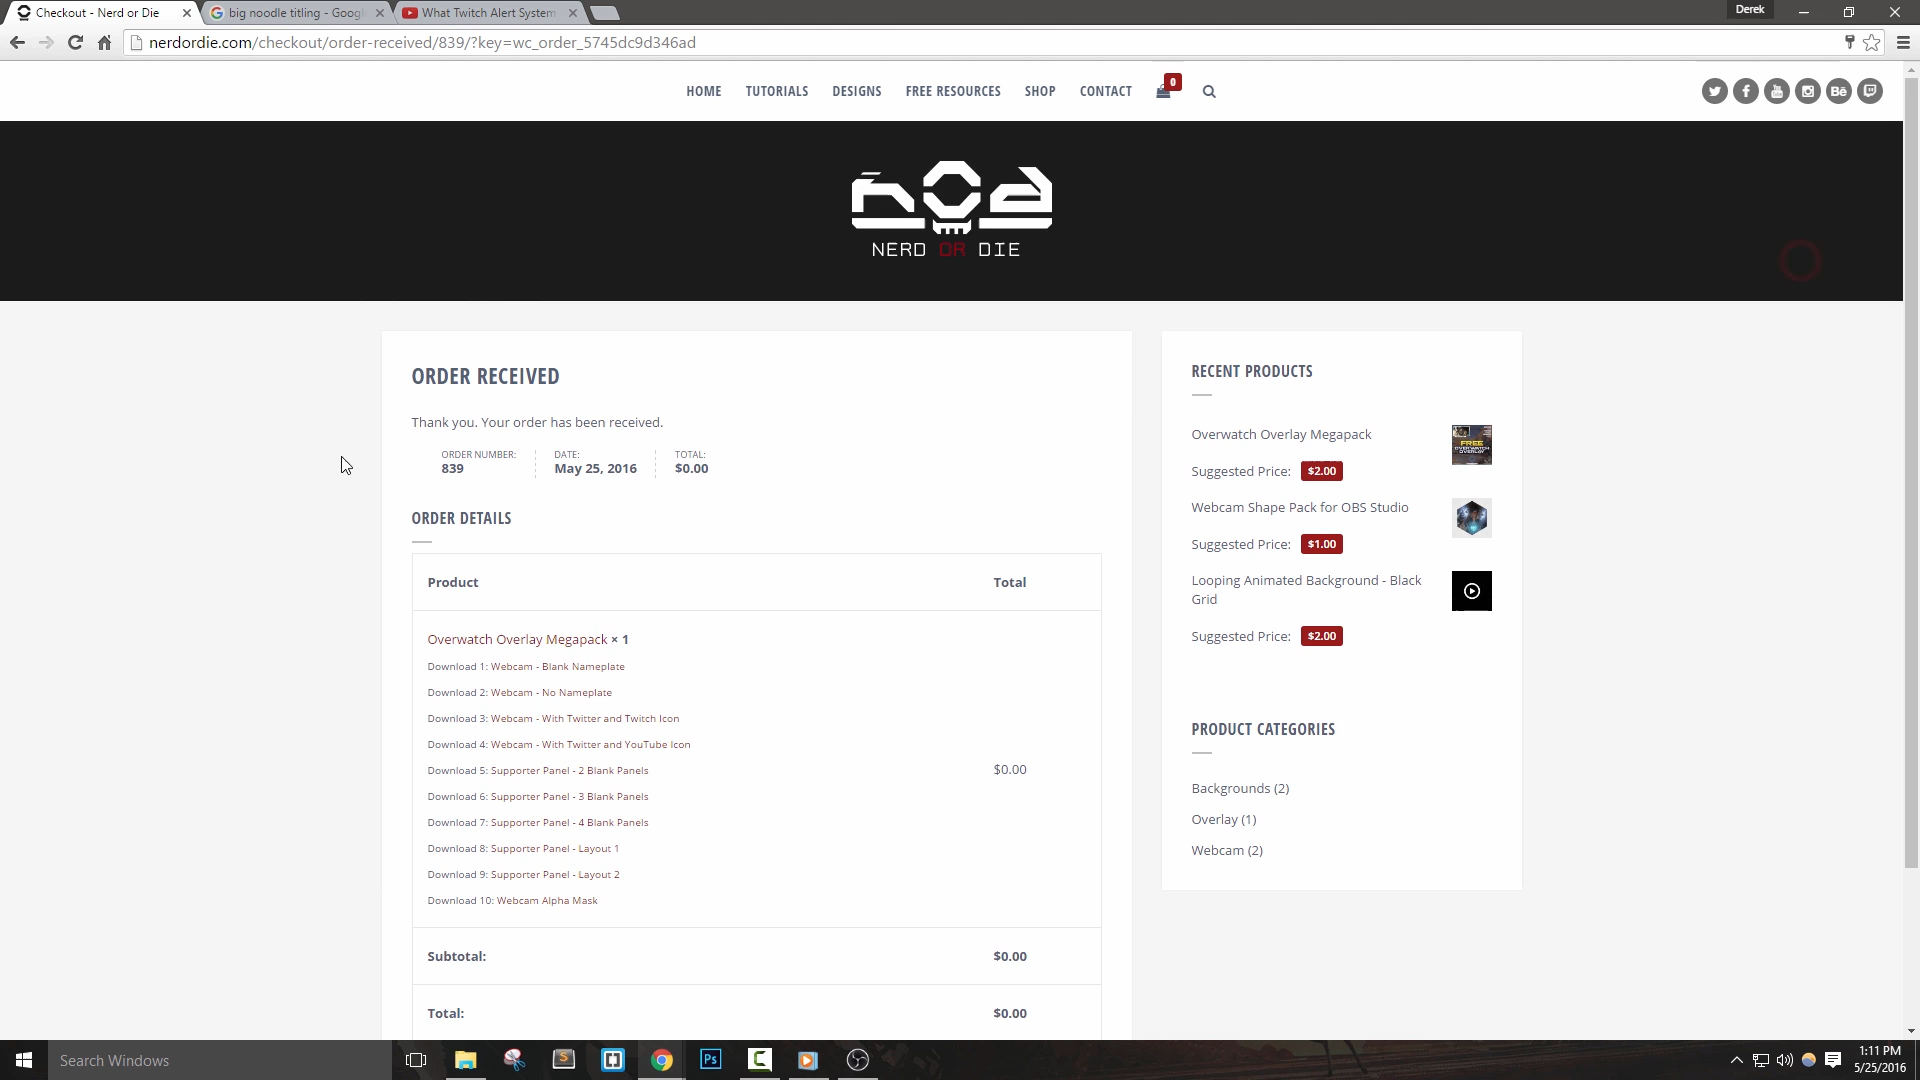 Checkout - Nerd or Die
big noodle titling - Goog
What Twitch Alert System
Derek
nerdordie.com/checkout/order-received/839/?key=wc_order_5745dc9d346ad
HOME TUTORIALS DESIGNS FREE RESOURCES SHOP CONTACT 0
NERD OR DIE
ORDER RECEIVED
Thank you. Your order has been received.
ORDER NUMBER: DATE: TOTAL:
839 May 25, 2016 $0.00
ORDER DETAILS
Product Total
Overwatch Overlay Megapack × 1
Download 1: Webcam - Blank Nameplate
Download 2: Webcam - No Nameplate
Download 3: Webcam - With Twitter and Twitch Icon
Download 4: Webcam - With Twitter and YouTube Icon
Download 5: Supporter Panel - 2 Blank Panels
$0.00
Download 6: Supporter Panel - 3 Blank Panels
Download 7: Supporter Panel - 4 Blank Panels
Download 8: Supporter Panel - Layout 1
Download 9: Supporter Panel - Layout 2
Download 10: Webcam Alpha Mask
Subtotal: $0.00
Total: $0.00
RECENT PRODUCTS
Overwatch Overlay Megapack
Suggested Price: $2.00
Webcam Shape Pack for OBS Studio
Suggested Price: $1.00
Looping Animated Background - Black
Grid
Suggested Price: $2.00
PRODUCT CATEGORIES
Backgrounds (2)
Overlay (1)
Webcam (2)
Search Windows
1:11 PM
5/25/2016